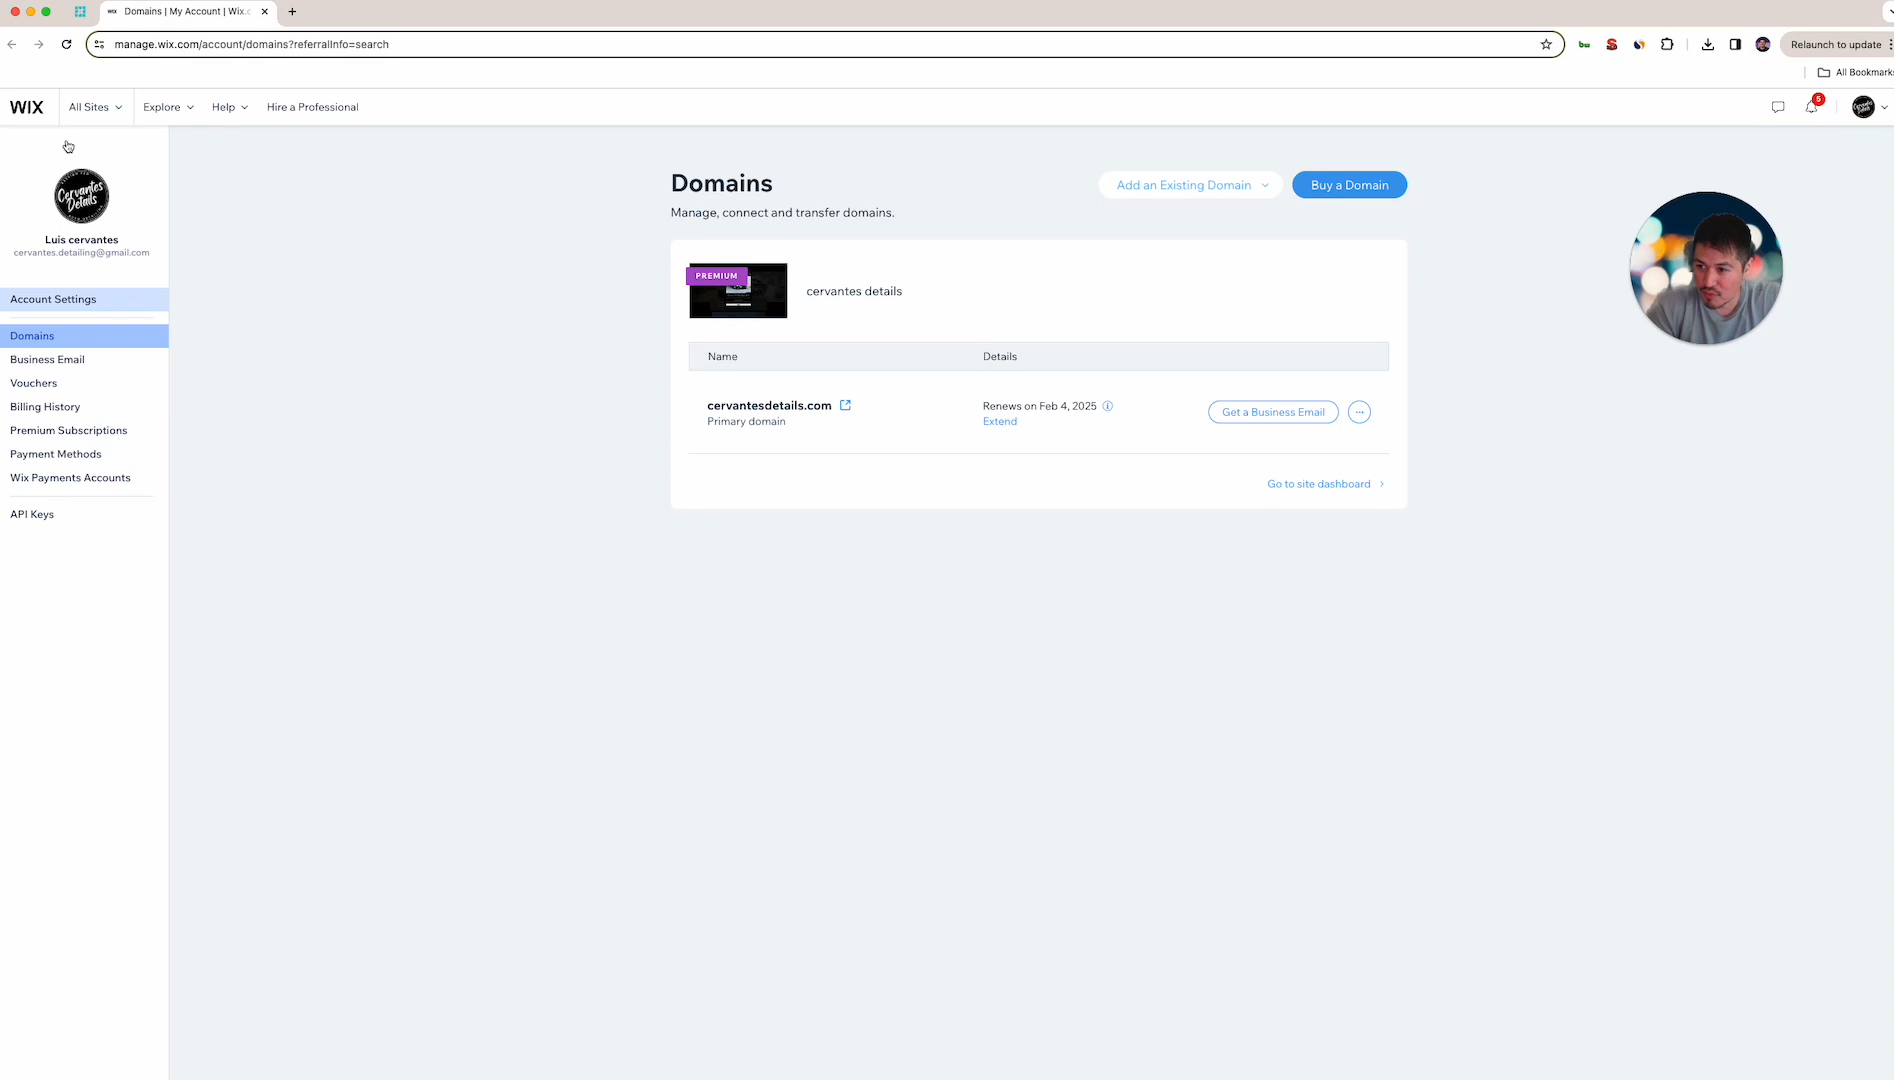 WIX Domains | My Account | Wix.c
manage.wix.com/account/domains?referralInfo=search
Relaunch to update
All Bookmarks
WIX
All Sites
Explore
Help
Hire a Professional
5
Cervantes
Details
Luis cervantes
cervantes.detailing@gmail.com
Account Settings
Domains
Business Email
Vouchers
Billing History
Premium Subscriptions
Payment Methods
Wix Payments Accounts
API Keys
Domains
Manage, connect and transfer domains.
Add an Existing Domain
Buy a Domain
PREMIUM
cervantes details
Name
Details
cervantesdetails.com
Primary domain
Renews on Feb 4, 2025
Extend
Get a Business Email
Go to site dashboard